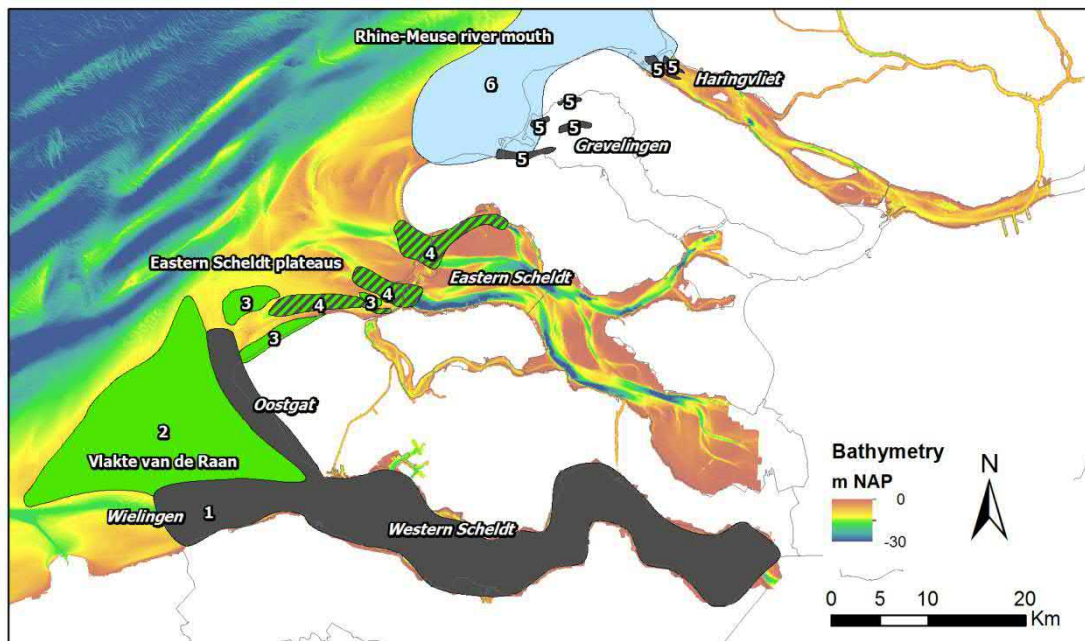 Rhine-Meuse river mouth
6
5 5
Haringvliet
5
5 5
Grevelingen
5
4
Eastern Scheldt plateaus
Eastern Scheldt
3 4 3 4
3
Oostgat
2
Vlakte van de Raan
Wielingen 1
Western Scheldt
Bathymetry
m NAP
0
-30
N
0 5 10 20
Km